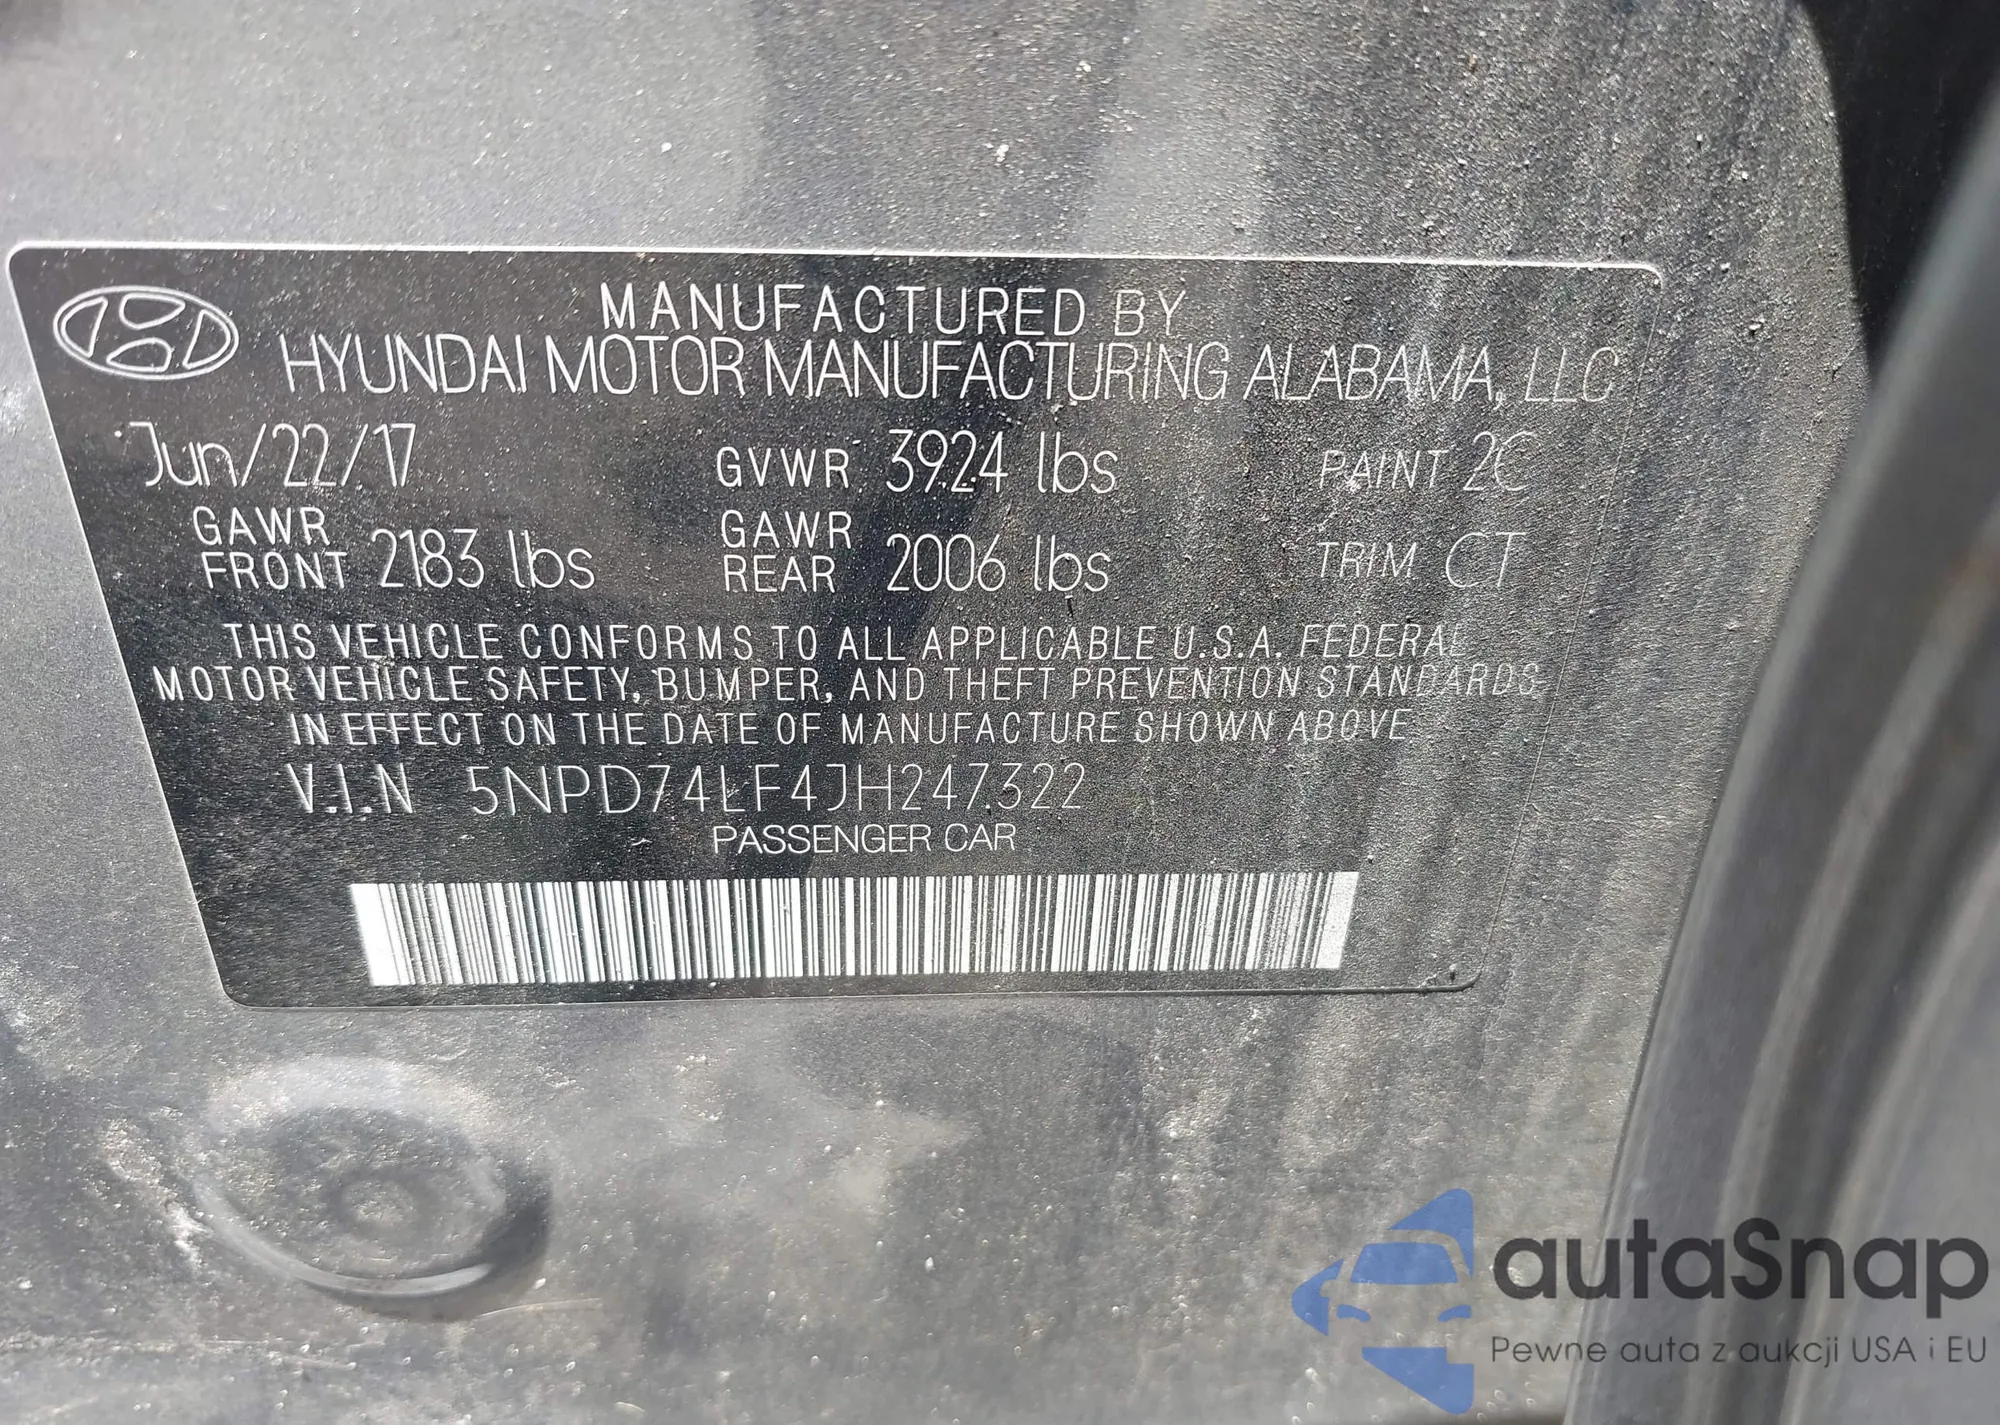 MANUFACTURED BY
HYUNDAI MOTOR MANUFACTURING ALABAMA, LLC
Jun/22/17 GVWR 3924 lbs PAINT 2C
GAWR FRONT 2183 lbs GAWR REAR 2006 lbs TRIM CT
THIS VEHICLE CONFORMS TO ALL APPLICABLE U.S.A. FEDERAL
MOTOR VEHICLE SAFETY, BUMPER, AND THEFT PREVENTION STANDARDS
IN EFFECT ON THE DATE OF MANUFACTURE SHOWN ABOVE
V.I.N 5NPD74LF4JH247322
PASSENGER CAR
autaSnap
Pewne auta z aukcji USA i EU